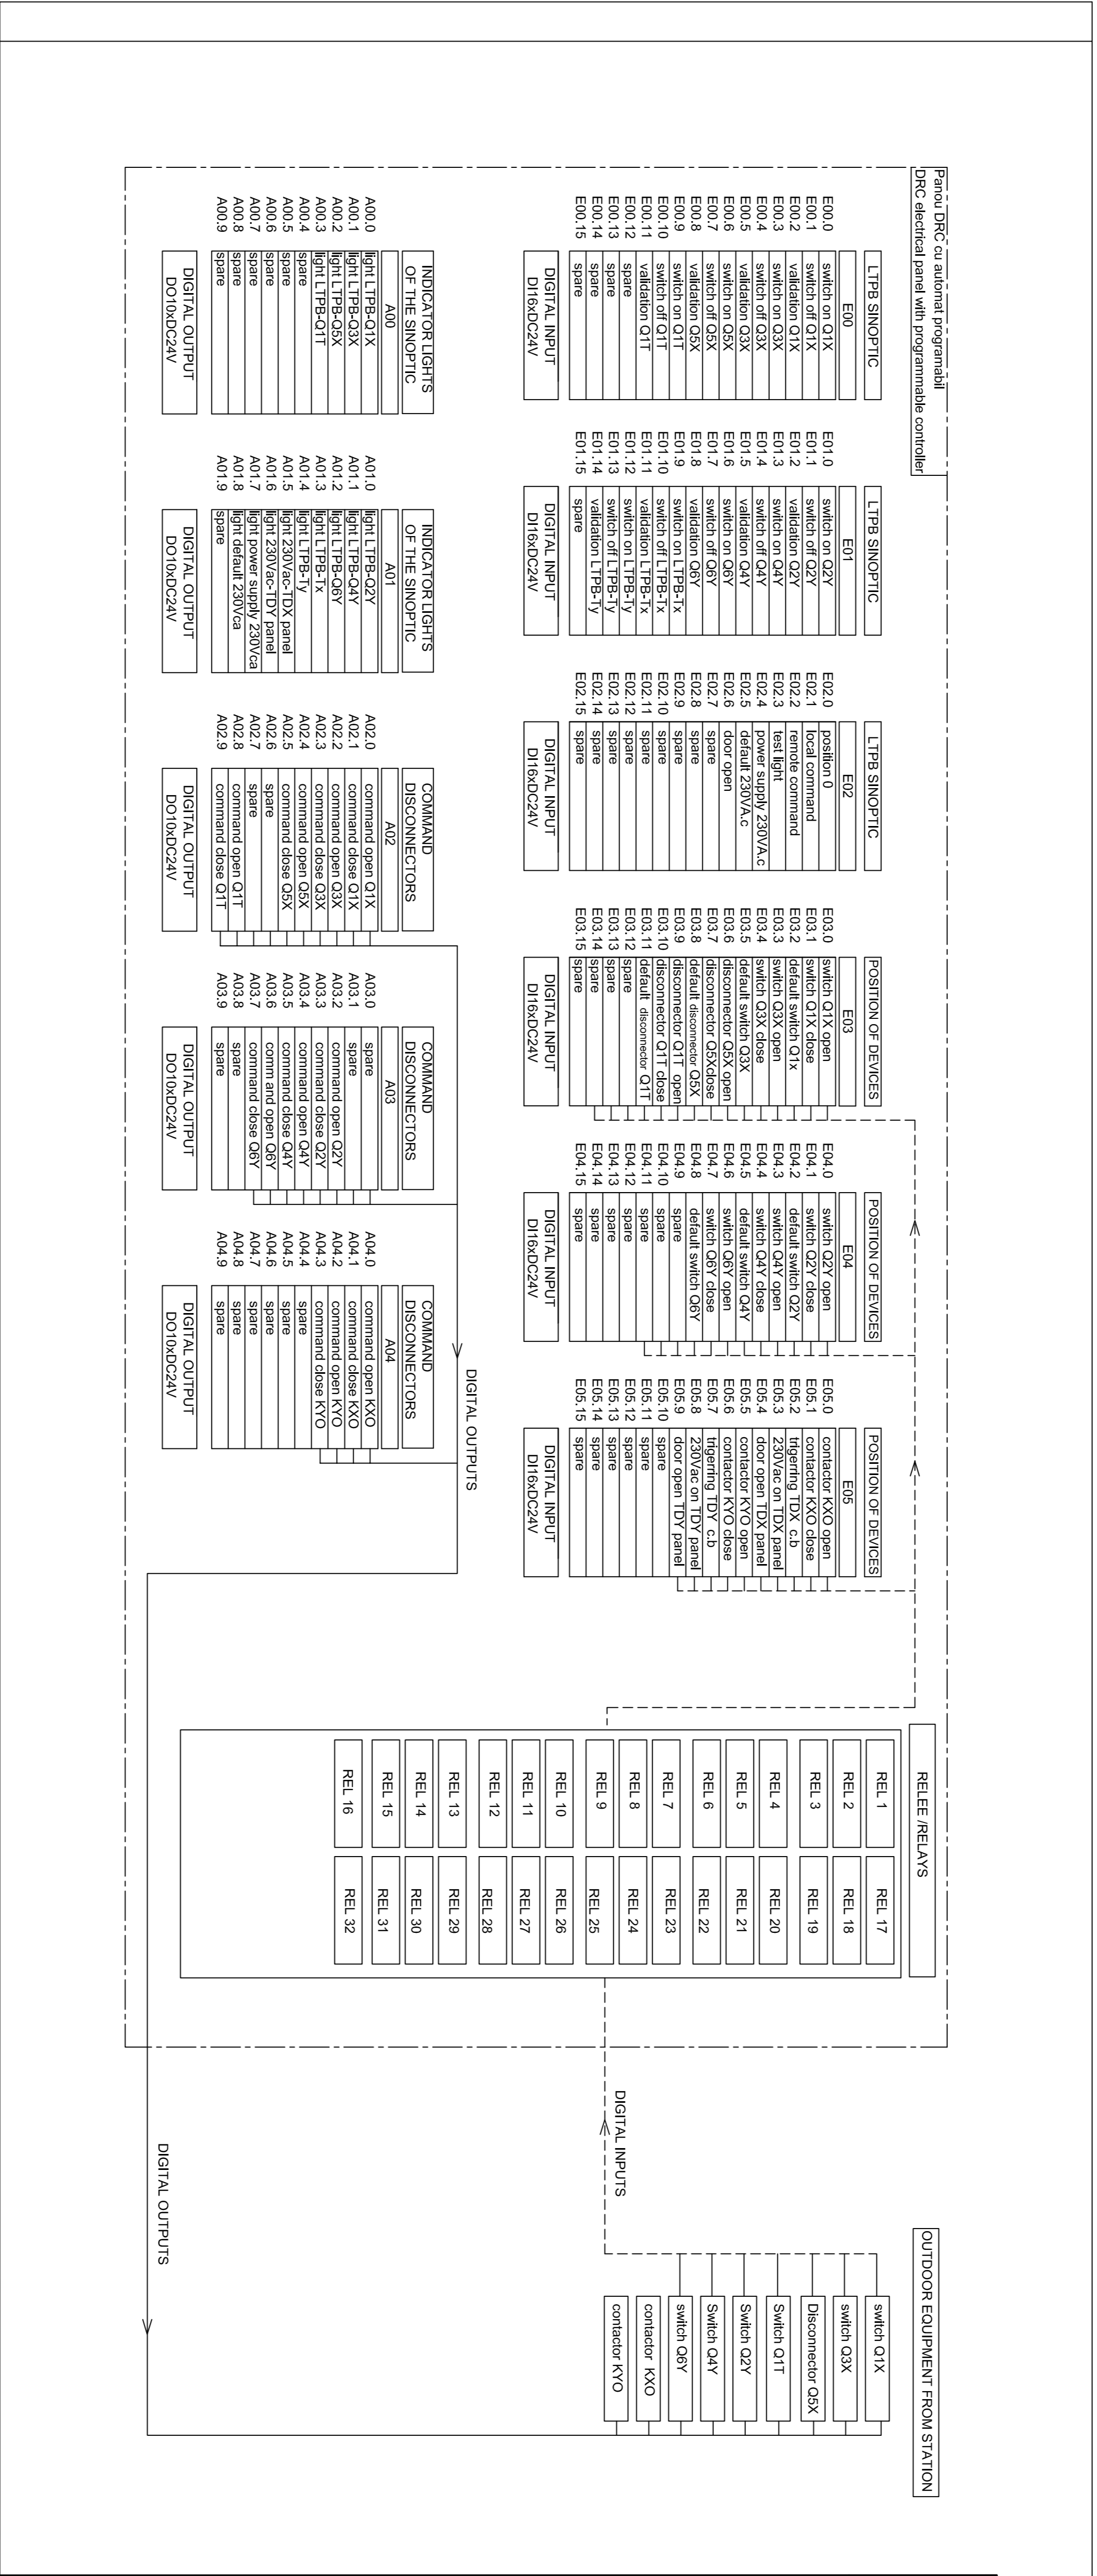 Panou DRC cu automat programabil
DRC electrical panel with programmable controller
LTPB SINOPTIC
E00
E00.0 switch on Q1X
E00.1 switch off Q1X
E00.2 validation Q1X
E00.3 switch on Q3X
E00.4 switch off Q3X
E00.5 validation Q3X
E00.6 switch on Q5X
E00.7 switch off Q5X
E00.8 validation Q5X
E00.9 switch on Q1T
E00.10 switch off Q1T
E00.11 validation Q1T
E00.12 spare
E00.13 spare
E00.14 spare
E00.15 spare
DIGITAL INPUT
DI16xDC24V
LTPB SINOPTIC
E01
E01.0 switch on Q2Y
E01.1 switch off Q2Y
E01.2 validation Q2Y
E01.3 switch on Q4Y
E01.4 switch off Q4Y
E01.5 validation Q4Y
E01.6 switch on Q6Y
E01.7 switch off Q6Y
E01.8 validation Q6Y
E01.9 switch on LTPB-Tx
E01.10 switch off LTPB-Tx
E01.11 validation LTPB-Tx
E01.12 switch on LTPB-Ty
E01.13 switch off LTPB-Ty
E01.14 validation LTPB-Ty
E01.15 spare
DIGITAL INPUT
DI16xDC24V
LTPB SINOPTIC
E02
E02.0 position 0
E02.1 local command
E02.2 remote command
E02.3 test light
E02.4 power supply 230VA.c
E02.5 default 230VA.c
E02.6 door open
E02.7 spare
E02.8 spare
E02.9 spare
E02.10 spare
E02.11 spare
E02.12 spare
E02.13 spare
E02.14 spare
E02.15 spare
DIGITAL INPUT
DI16xDC24V
POSITION OF DEVICES
E03
E03.0 switch Q1X open
E03.1 switch Q1X close
E03.2 default switch Q1x
E03.3 switch Q3X open
E03.4 switch Q3X close
E03.5 default switch Q3X
E03.6 disconnector Q5X open
E03.7 disconnector Q5Xclose
E03.8 default disconnector Q5X
E03.9 disconnector Q1T open
E03.10 disconnector Q1T close
E03.11 default disconnector Q1T
E03.12 spare
E03.13 spare
E03.14 spare
E03.15 spare
DIGITAL INPUT
DI16xDC24V
POSITION OF DEVICES
E04
E04.0 switch Q2Y open
E04.1 switch Q2Y close
E04.2 default switch Q2Y
E04.3 switch Q4Y open
E04.4 switch Q4Y close
E04.5 default switch Q4Y
E04.6 switch Q6Y open
E04.7 switch Q6Y close
E04.8 default switch Q6Y
E04.9 spare
E04.10 spare
E04.11 spare
E04.12 spare
E04.13 spare
E04.14 spare
E04.15 spare
DIGITAL INPUT
DI16xDC24V
POSITION OF DEVICES
E05
E05.0 contactor KXO open
E05.1 contactor KXO close
E05.2 trigerring TDX c.b
E05.3 230Vac on TDX panel
E05.4 door open TDX panel
E05.5 contactor KYO open
E05.6 contactor KYO close
E05.7 trigerring TDY c.b
E05.8 230Vac on TDY panel
E05.9 door open TDY panel
E05.10 spare
E05.11 spare
E05.12 spare
E05.13 spare
E05.14 spare
E05.15 spare
DIGITAL INPUT
DI16xDC24V
INDICATOR LIGHTS
OF THE SINOPTIC
A00
A00.0 light LTPB-Q1X
A00.1 light LTPB-Q3X
A00.2 light LTPB-Q5X
A00.3 light LTPB-Q1T
A00.4 spare
A00.5 spare
A00.6 spare
A00.7 spare
A00.8 spare
A00.9 spare
DIGITAL OUTPUT
DO10xDC24V
INDICATOR LIGHTS
OF THE SINOPTIC
A01
A01.0 light LTPB-Q2Y
A01.1 light LTPB-Q4Y
A01.2 light LTPB-Q6Y
A01.3 light LTPB-Tx
A01.4 light LTPB-Ty
A01.5 light 230Vac-TDX panel
A01.6 light 230Vac-TDY panel
A01.7 light power supply 230Vca
A01.8 light default 230Vca
A01.9 spare
DIGITAL OUTPUT
DO10xDC24V
COMMAND
DISCONNECTORS
A02
A02.0 command open Q1X
A02.1 command close Q1X
A02.2 command open Q3X
A02.3 command close Q3X
A02.4 command open Q5X
A02.5 command close Q5X
A02.6 spare
A02.7 spare
A02.8 command open Q1T
A02.9 command close Q1T
DIGITAL OUTPUT
DO10xDC24V
COMMAND
DISCONNECTORS
A03
A03.0 spare
A03.1 spare
A03.2 command open Q2Y
A03.3 command close Q2Y
A03.4 command open Q4Y
A03.5 command close Q4Y
A03.6 comm and open Q6Y
A03.7 command close Q6Y
A03.8 spare
A03.9 spare
DIGITAL OUTPUT
DO10xDC24V
COMMAND
DISCONNECTORS
A04
A04.0 command open KXO
A04.1 command close KXO
A04.2 command open KYO
A04.3 command close KYO
A04.4 spare
A04.5 spare
A04.6 spare
A04.7 spare
A04.8 spare
A04.9 spare
DIGITAL OUTPUT
DO10xDC24V
DIGITAL OUTPUTS
RELEE /RELAYS
REL 1 REL 17
REL 2 REL 18
REL 3 REL 19
REL 4 REL 20
REL 5 REL 21
REL 6 REL 22
REL 7 REL 23
REL 8 REL 24
REL 9 REL 25
REL 10 REL 26
REL 11 REL 27
REL 12 REL 28
REL 13 REL 29
REL 14 REL 30
REL 15 REL 31
REL 16 REL 32
DIGITAL INPUTS
DIGITAL OUTPUTS
OUTDOOR EQUIPMENT FROM STATION
switch Q1X
switch Q3X
Disconnector Q5X
Switch Q1T
Switch Q2Y
Switch Q4Y
switch Q6Y
contactor KXO
contactor KYO